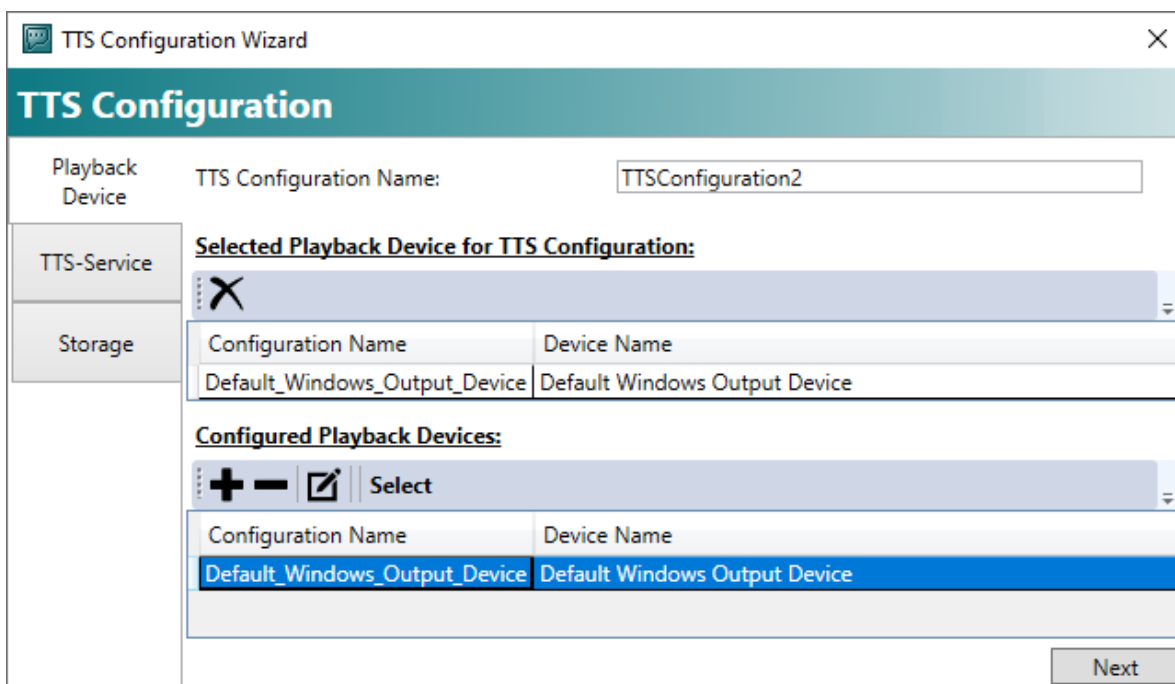 TTS Configuration Wizard
TTS Configuration
Playback
Device
TTS Configuration Name: TTSConfiguration2
TTS-Service
Storage
Selected Playback Device for TTS Configuration:
Configuration Name Device Name
Default_Windows_Output_Device Default Windows Output Device
Configured Playback Devices:
Select
Configuration Name Device Name
Default_Windows_Output_Device Default Windows Output Device
Next